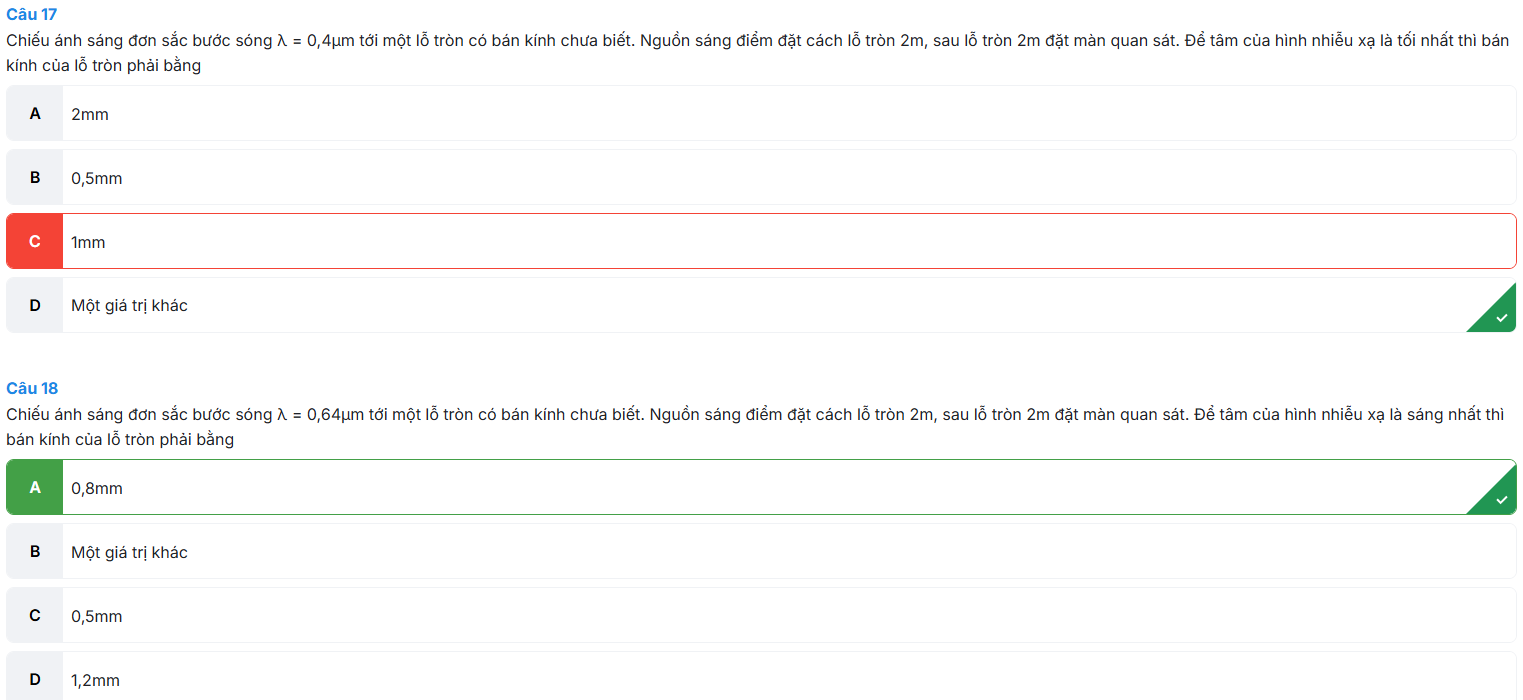 Câu 17
Chiếu ánh sáng đơn sắc bước sóng λ = 0,4μm tới một lỗ tròn có bán kính chưa biết. Nguồn sáng điểm đặt cách lỗ tròn 2m, sau lỗ tròn 2m đặt màn quan sát. Để tâm của hình nhiễu xạ là tối nhất thì bán
kính của lỗ tròn phải bằng
A 2mm
B 0,5mm
C 1mm
D Một giá trị khác
Câu 18
Chiếu ánh sáng đơn sắc bước sóng λ = 0,64μm tới một lỗ tròn có bán kính chưa biết. Nguồn sáng điểm đặt cách lỗ tròn 2m, sau lỗ tròn 2m đặt màn quan sát. Để tâm của hình nhiễu xạ là sáng nhất thì
bán kính của lỗ tròn phải bằng
A 0,8mm
B Một giá trị khác
C 0,5mm
D 1,2mm